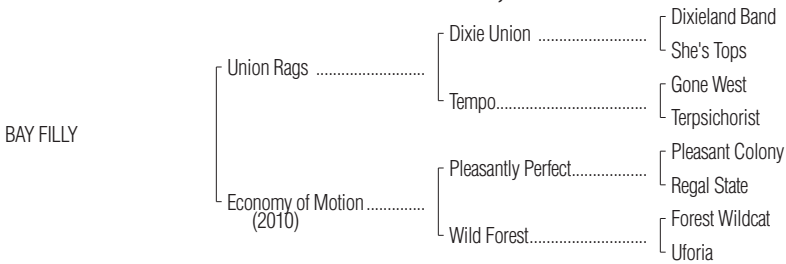 Dixieland Band
Dixie Union ............................
She's Tops
Union Rags ............................
Gone West
Tempo.......................................
Terpsichorist
BAY FILLY
Pleasant Colony
Pleasantly Perfect....................
Regal State
Economy of Motion...............
(2010)
Forest Wildcat
Wild Forest...............................
Uforia